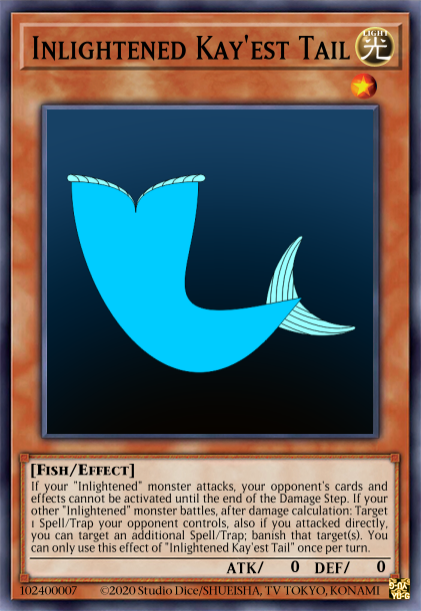 Inlightened Kay'est Tail
LIGHT
光
[Fish/Effect]
If your "Inlightened" monster attacks, your opponent's cards and
effects cannot be activated until the end of the Damage Step. If your
other "Inlightened" monster battles, after damage calculation: Target
1 Spell/Trap your opponent controls, also if you attacked directly,
you can target an additional Spell/Trap; banish that target(s). You
can only use this effect of "Inlightened Kay'est Tail" once per turn.
ATK/ 0 DEF/ 0
102400007 ©2020 Studio Dice/SHUEISHA, TV TOKYO, KONAMI